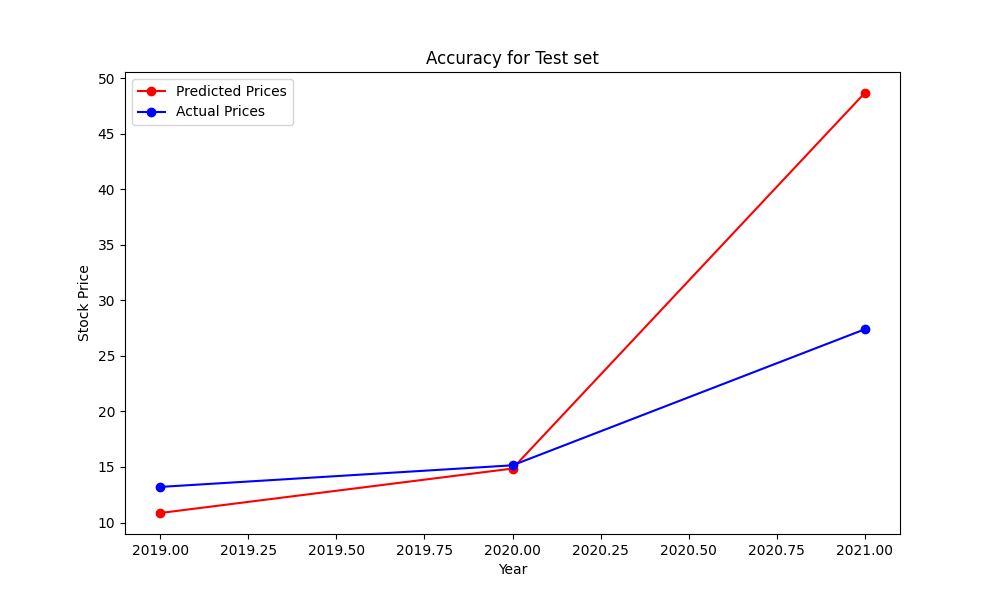 Accuracy for Test set
Predicted Prices
Actual Prices
50
45
40
35
30
25
20
15
10
Stock Price
2019.00 2019.25 2019.50 2019.75 2020.00 2020.25 2020.50 2020.75 2021.00
Year